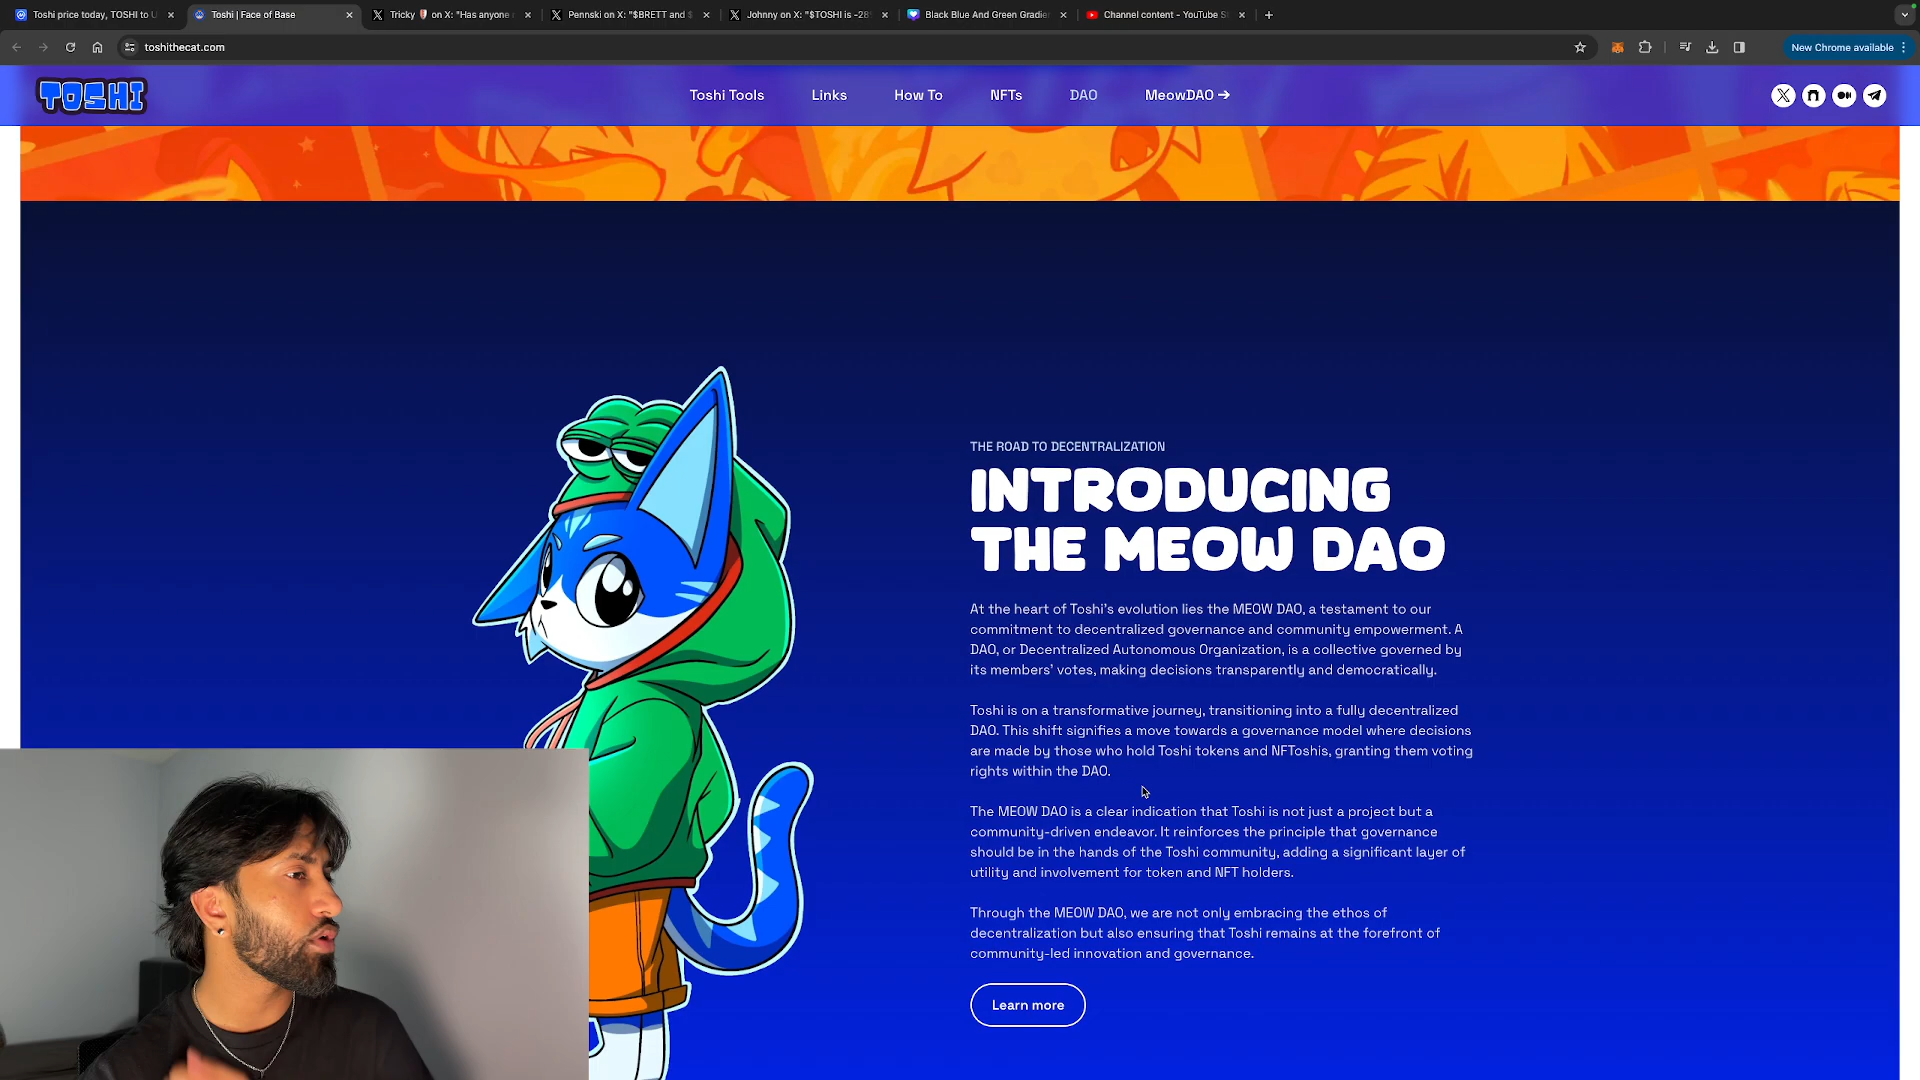 Toshi price today, TOSHI to U
Toshi | Face of Base
Tricky on X: "Has anyone
Pennski on X: "$BRETT and $
Johnny on X: "$TOSHI is -28
Black Blue And Green Gradie
Channel content - YouTube S
toshithecat.com
New Chrome available
TOSHI
Toshi Tools
Links
How To
NFTs
DAO
MeowDAO →
THE ROAD TO DECENTRALIZATION
INTRODUCING
THE MEOW DAO
At the heart of Toshi's evolution lies the MEOW DAO, a testament to our
commitment to decentralized governance and community empowerment. A
DAO, or Decentralized Autonomous Organization, is a collective governed by
its members' votes, making decisions transparently and democratically.
Toshi is on a transformative journey, transitioning into a fully decentralized
DAO. This shift signifies a move towards a governance model where decisions
are made by those who hold Toshi tokens and NFToshis, granting them voting
rights within the DAO.
The MEOW DAO is a clear indication that Toshi is not just a project but a
community-driven endeavor. It reinforces the principle that governance
should be in the hands of the Toshi community, adding a significant layer of
utility and involvement for token and NFT holders.
Through the MEOW DAO, we are not only embracing the ethos of
decentralization but also ensuring that Toshi remains at the forefront of
community-led innovation and governance.
Learn more